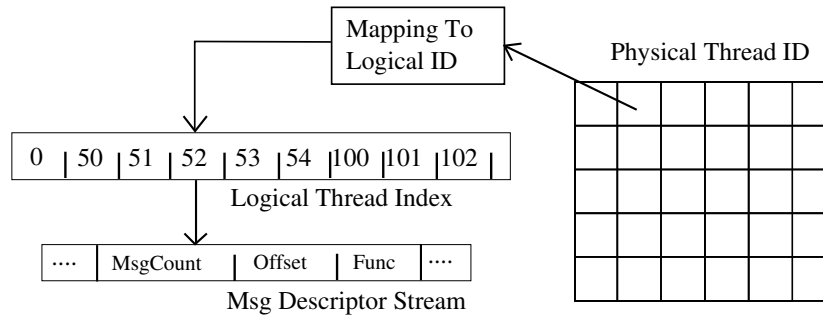 Mapping To
Logical ID
Physical Thread ID
0 50 51 52 53 54 100 101 102
Logical Thread Index
.... MsgCount Offset Func ....
Msg Descriptor Stream